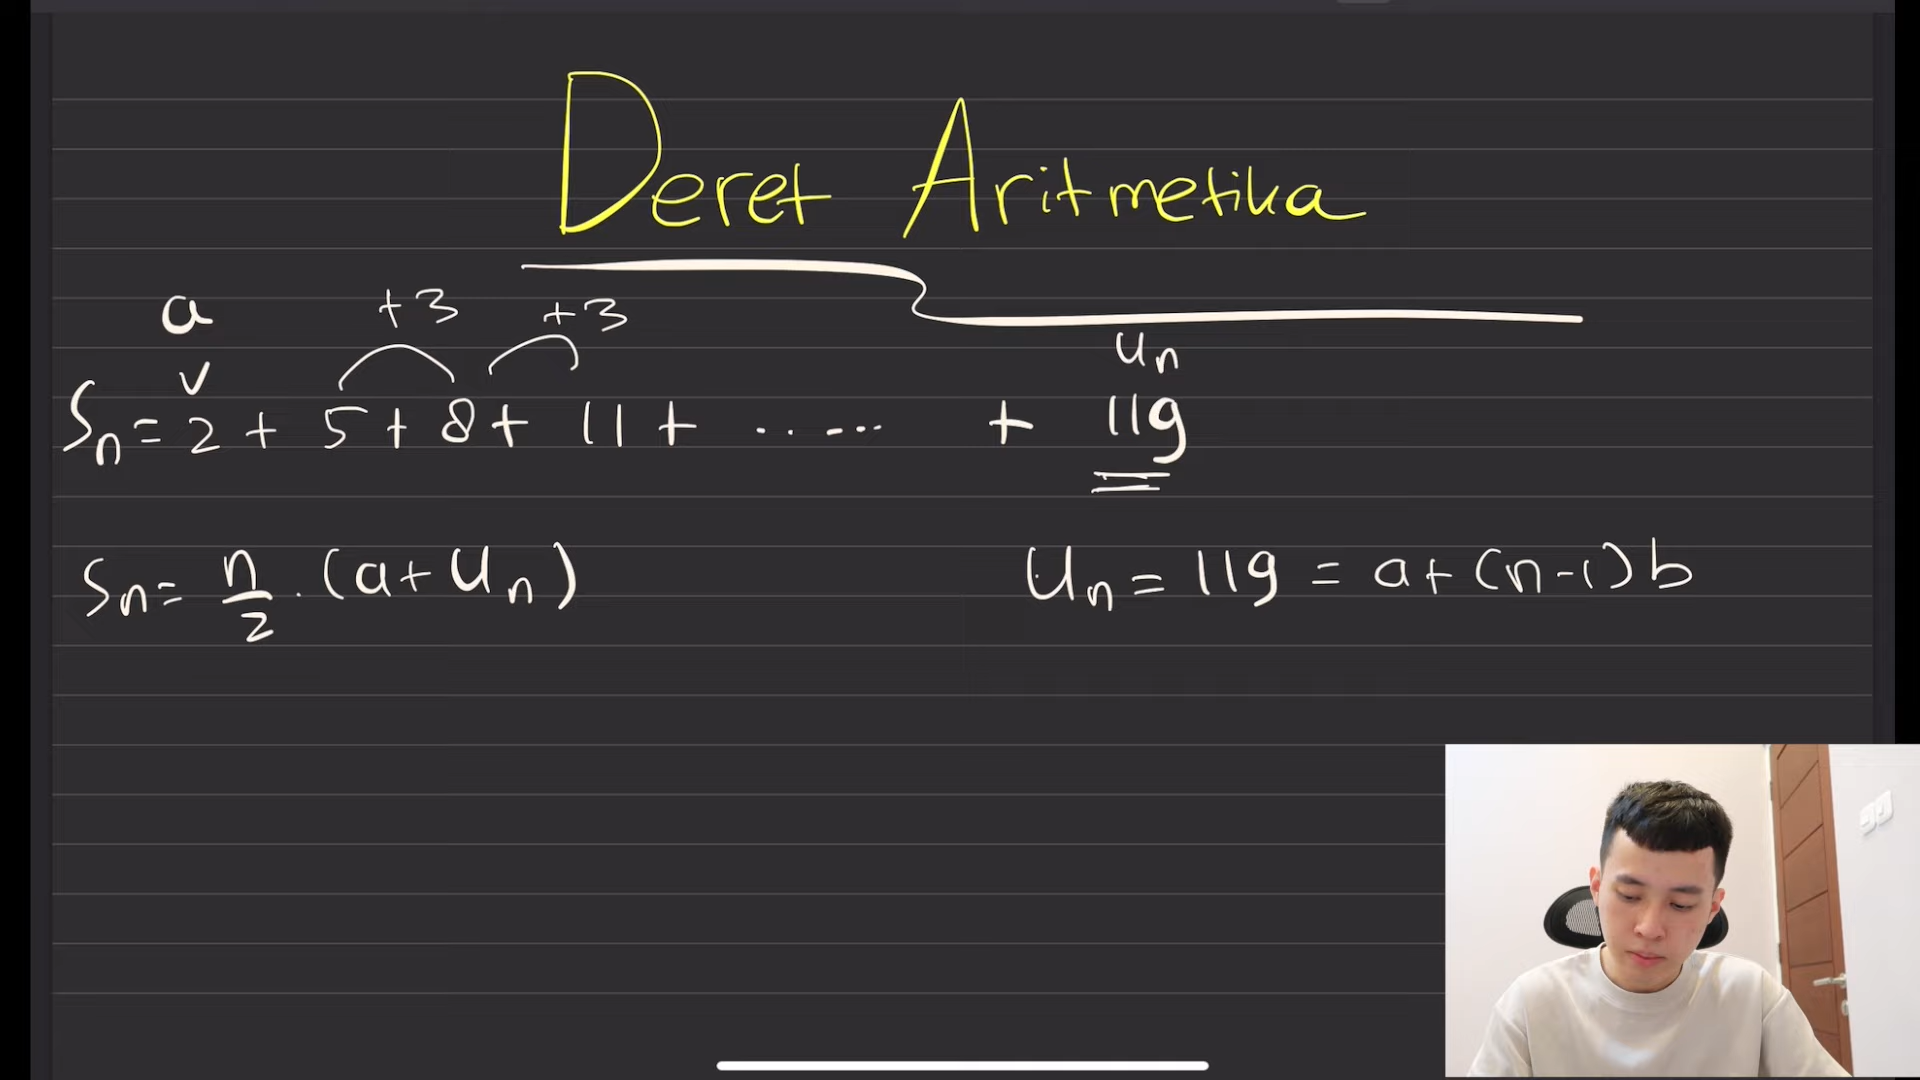 Deret Aritmetika
a +3 +3
Un
Sn = 2 + 5 + 8 + 11 + ...... + 119
Sn = n/2 . (a + Un)
Un = 119 = a + (n-1)b